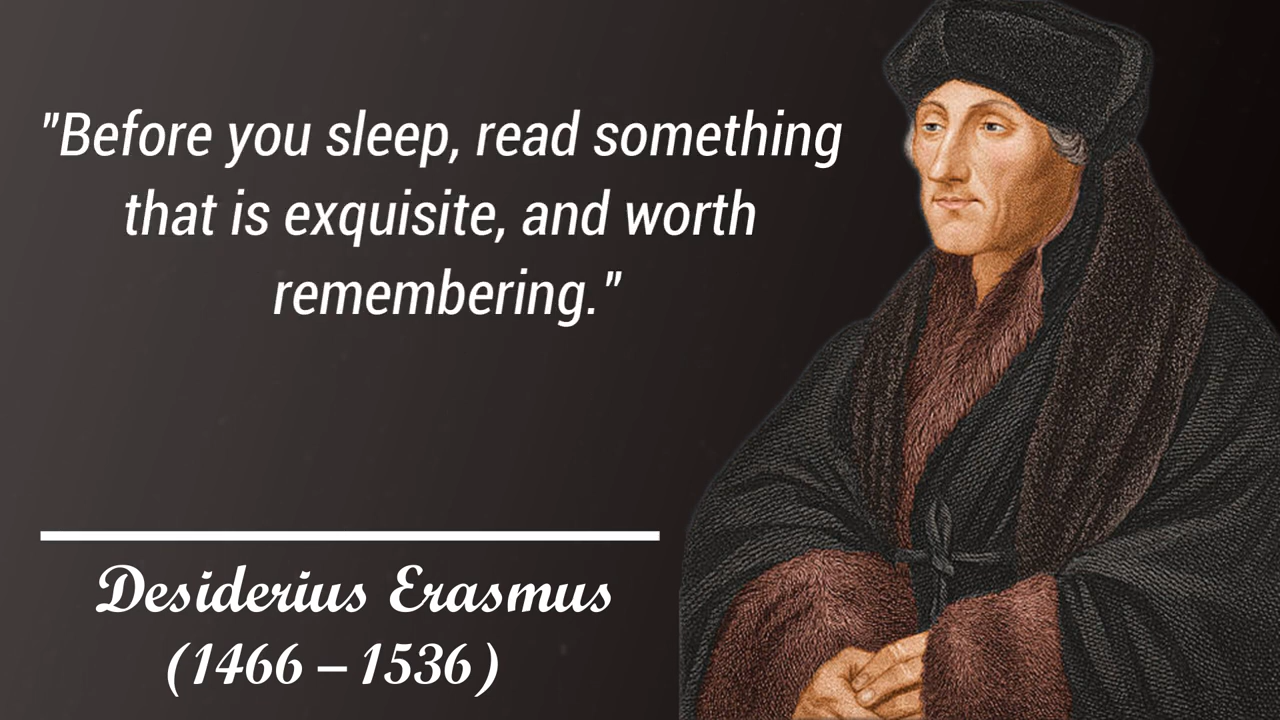 "Before you sleep, read something
that is exquisite, and worth
remembering."
Desiderius Erasmus
(1466 – 1536)